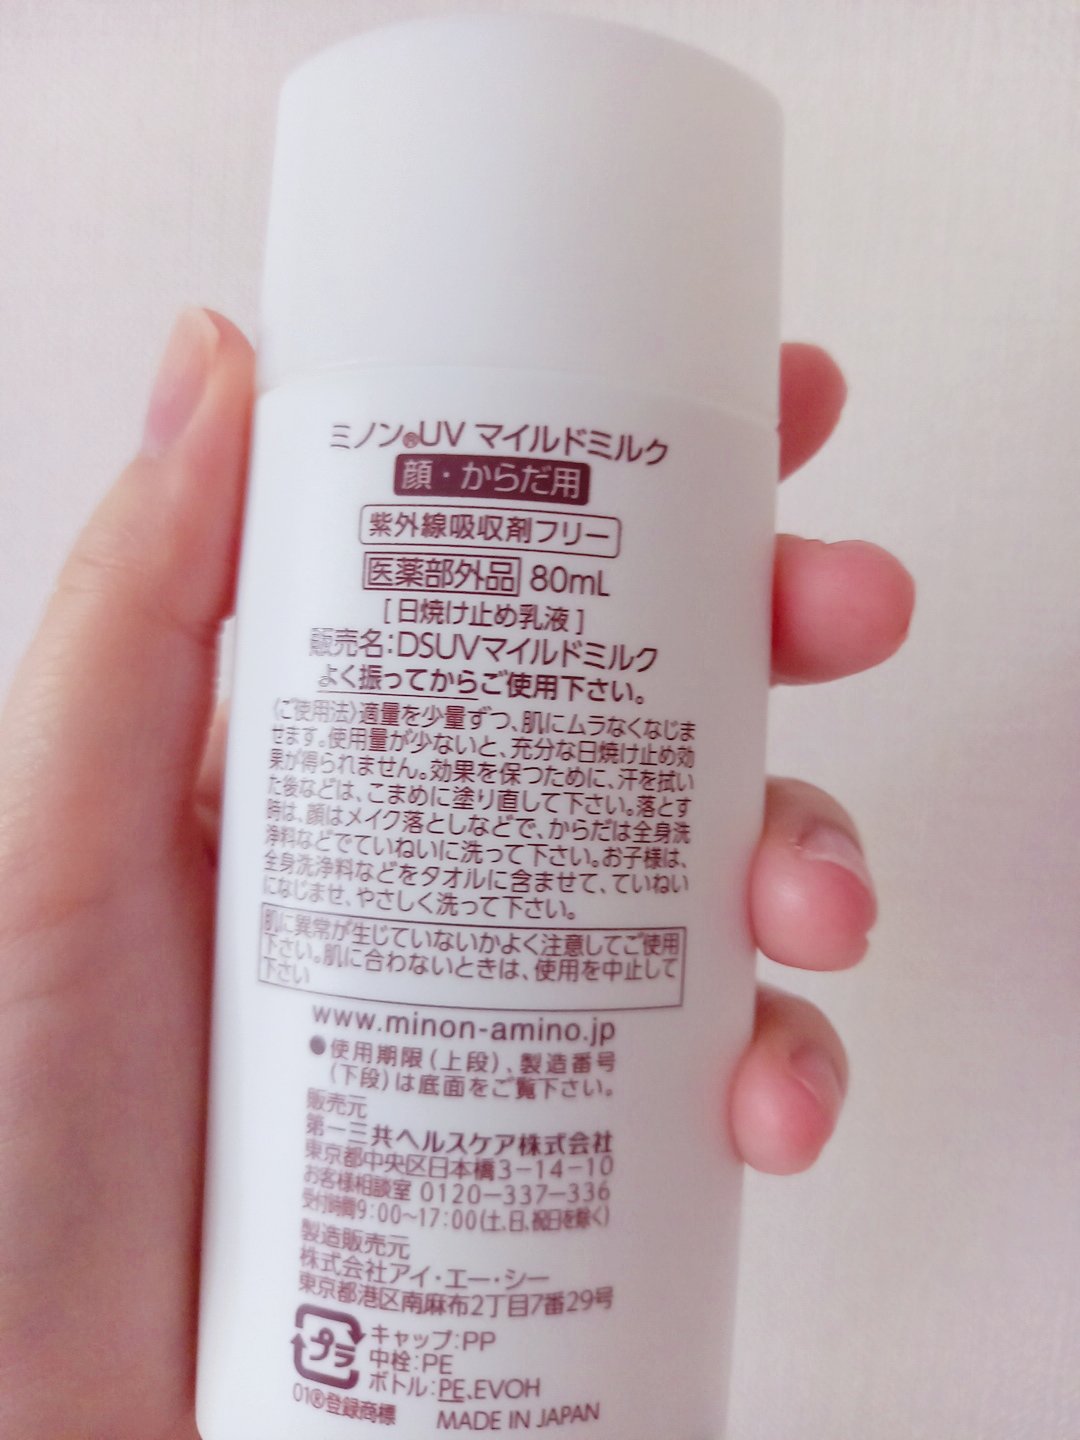 ミノン®UV マイルドミルク
顔・からだ用
紫外線吸収剤フリー
医薬部外品 80mL
[日焼け止め乳液]
販売名:DSUVマイルドミルク
よく振ってからご使用下さい。
〈ご使用法〉適量を少量ずつ、肌にムラなくなじま
せます。使用量が少ないと、充分な日焼け止め効
果が得られません。効果を保つために、汗を拭い
た後などは、こまめに塗り直して下さい。落とす
時は、顔はメイク落としなどで、からだは全身洗
浄料などでていねいに洗って下さい。お子様は、
全身洗浄料などをタオルに含ませて、ていねい
になじませ、やさしく洗って下さい。
肌に異常が生じていないかよく注意してご使用
下さい。肌に合わないときは、使用を中止して
下さい
www.minon-amino.jp
●使用期限(上段)、製造番号
(下段)は底面をご覧下さい。
販売元
第一三共ヘルスケア株式会社
東京都中央区日本橋3-14-10
お客様相談室 0120-337-336
受付時間9:00~17:00(土、日、祝日を除く)
製造販売元
株式会社アイ・エー・シー
東京都港区南麻布2丁目7番29号
プラ
キャップ:PP
中栓:PE
ボトル:PE、EVOH
01®登録商標 MADE IN JAPAN